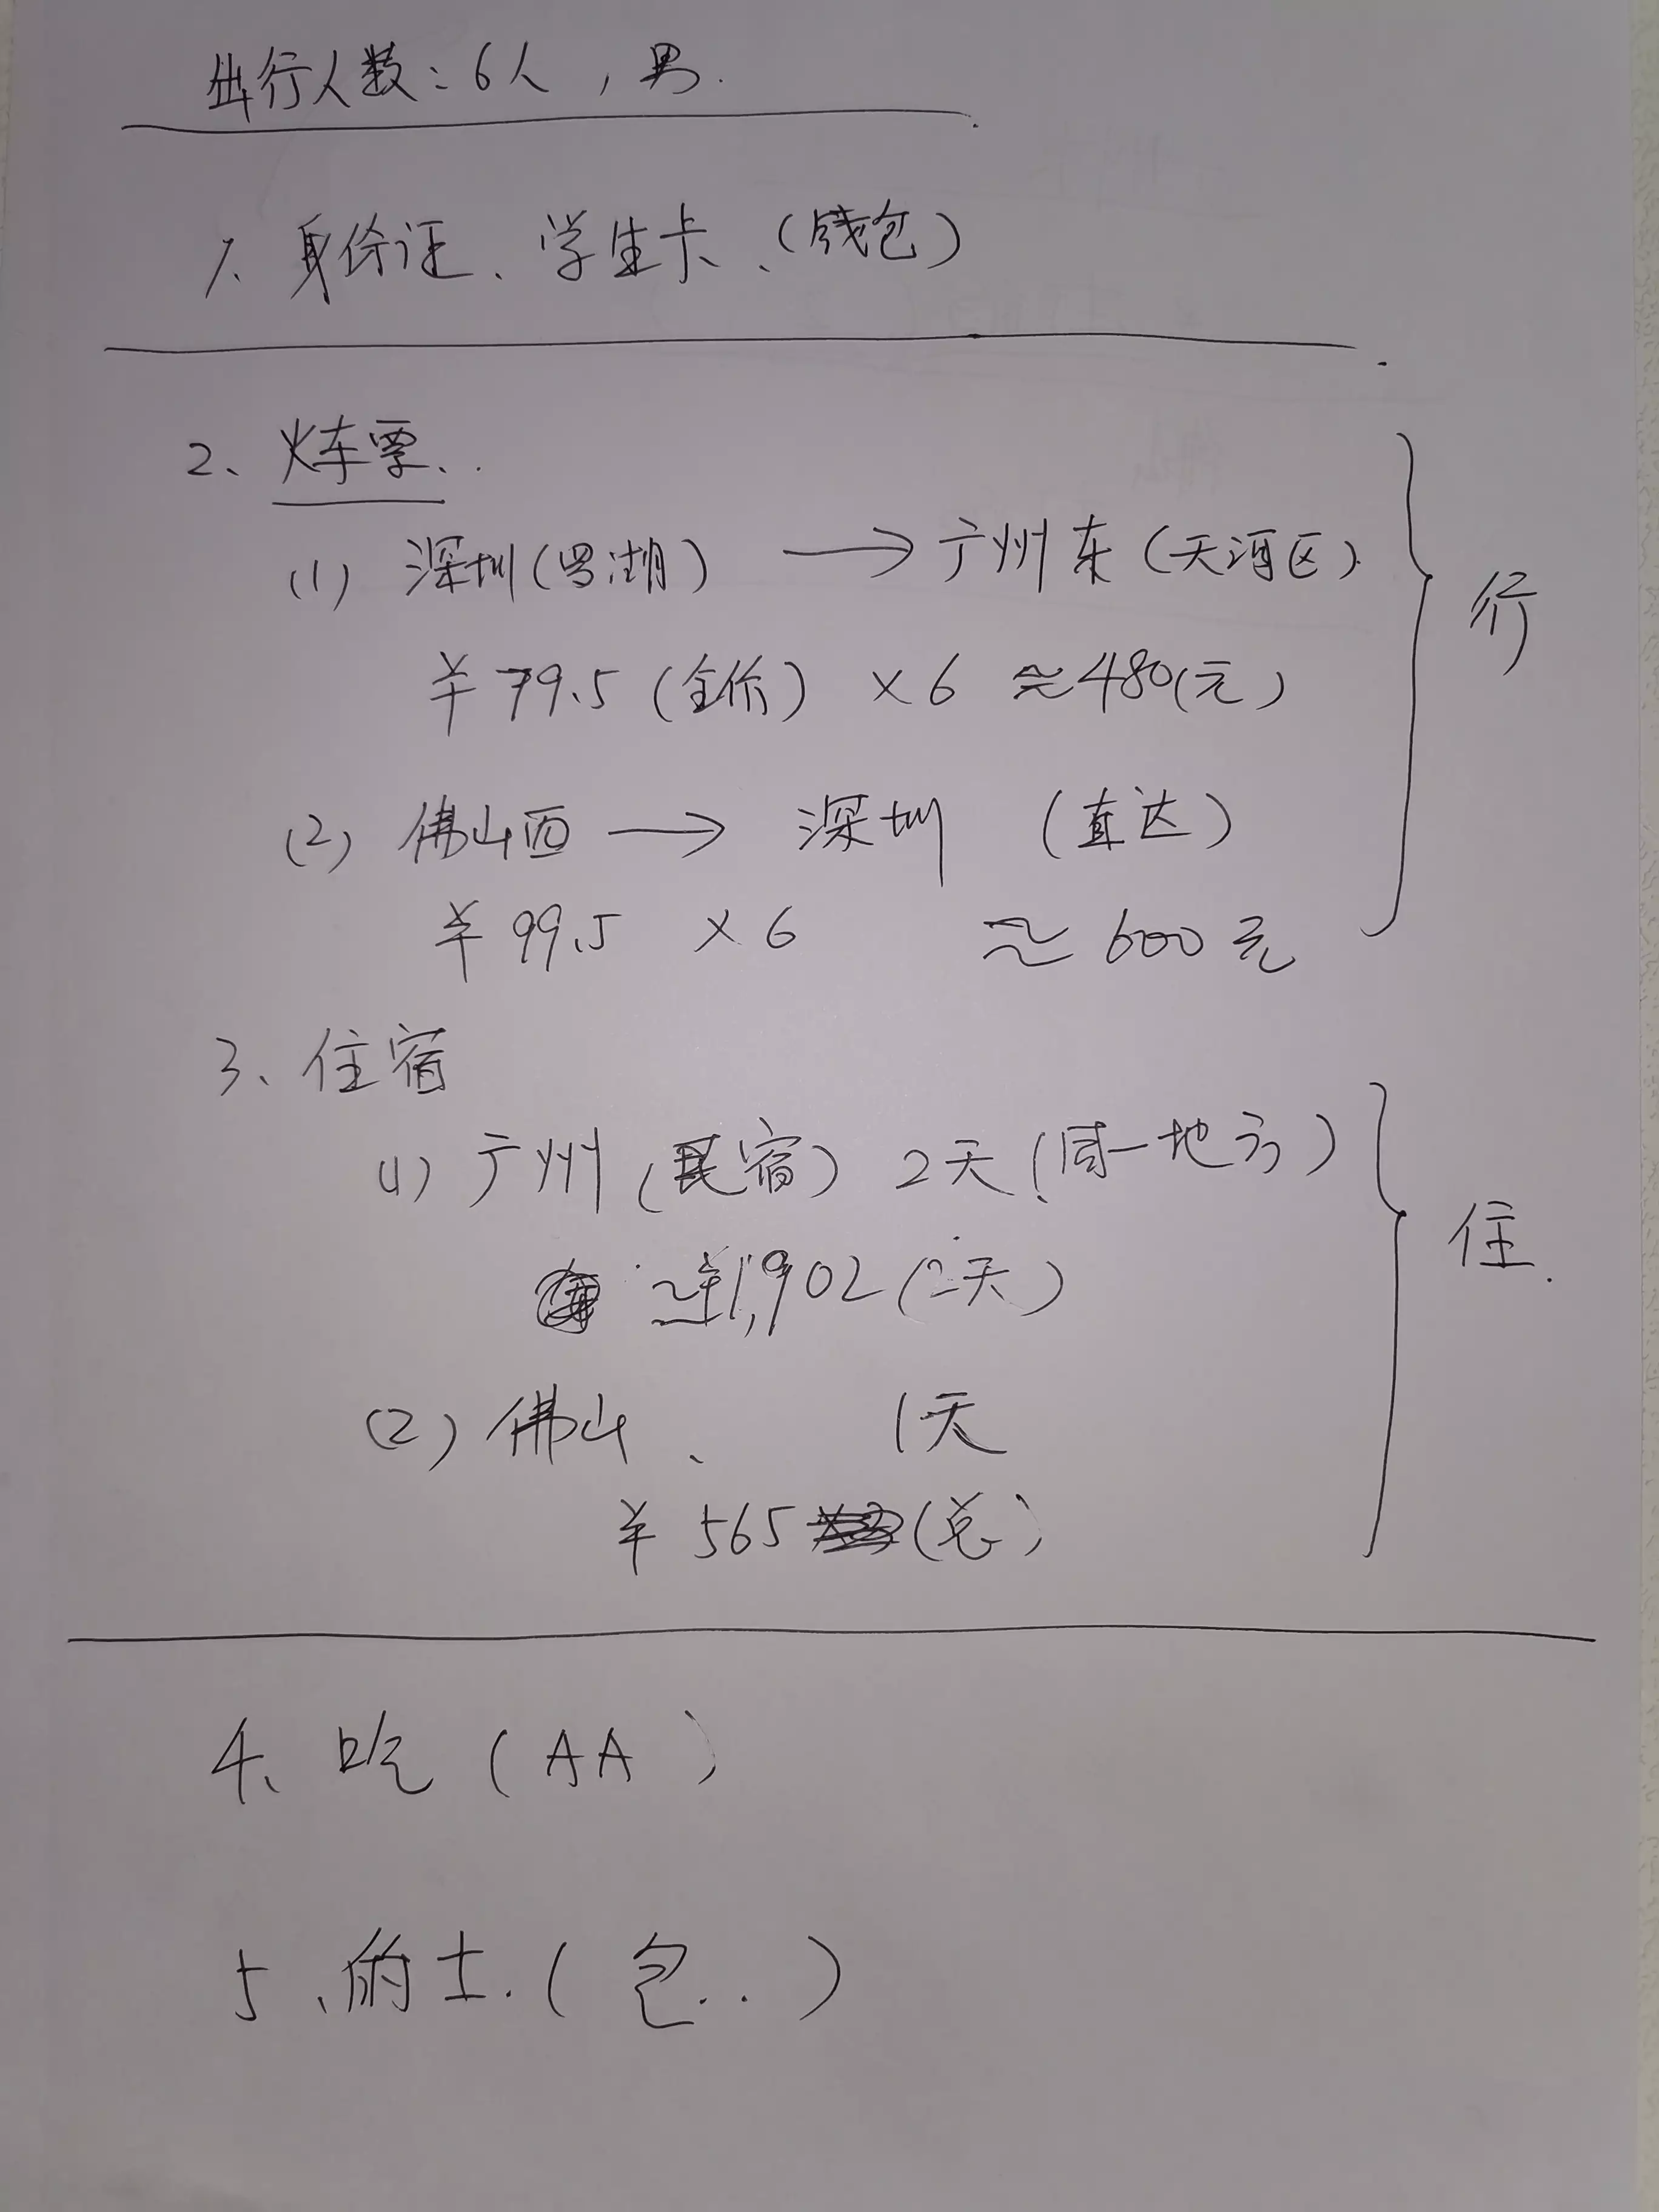 出行人数：6人，男.
1、身份证、学生卡、（钱包）
2、火车票、.
(1) 深圳(罗湖) → 广州东(天河区).
¥79.5(全价) ×6 ≈480(元)
行
(2) 佛山西 → 深圳 (直达)
¥99.5 ×6 ≈ 600元
3、住宿
(1) 广州(民宿) 2天(同一地方)
住.
≃¥1,902(2天)
(2) 佛山、 1天
¥565 (总)
4、吃 (AA)
5、的士.(包..)